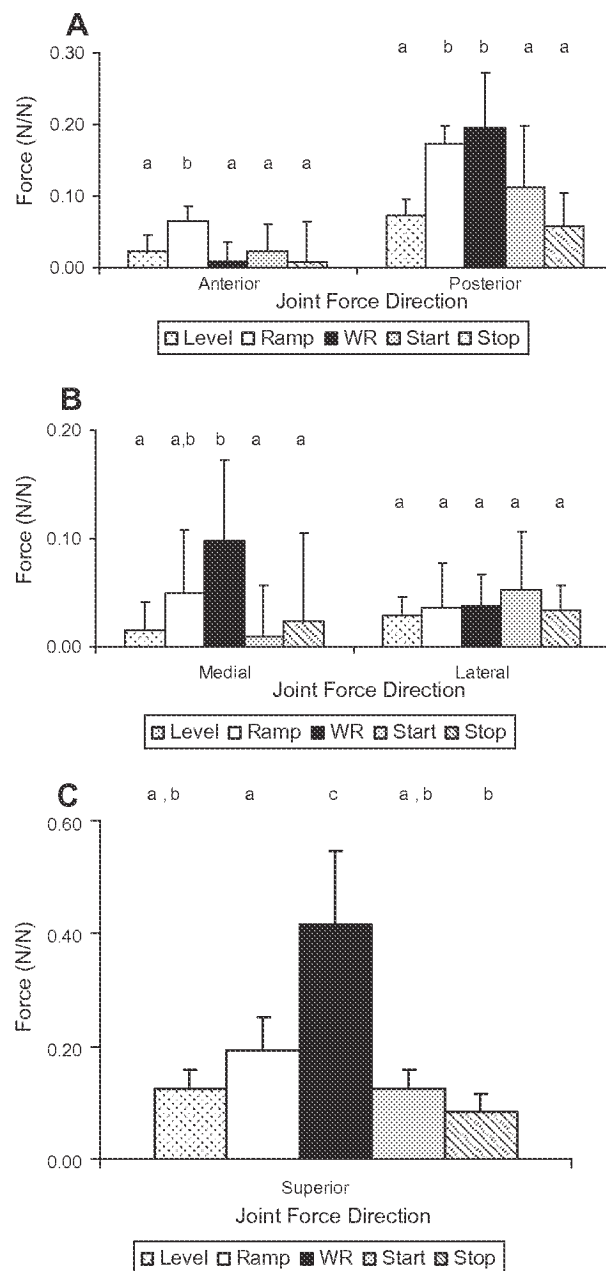 A
0.30
a b b a a
0.20
a b a a a
Force (N/N)
0.10
0.00
Anterior Posterior
Joint Force Direction
Level Ramp WR Start Stop
B
0.20
a a,b b a a
a a a a a
Force (N/N)
0.10
0.00
Medial Lateral
Joint Force Direction
Level Ramp WR Start Stop
C
a , b a c a , b b
0.60
0.40
Force (N/N)
0.20
0.00
Superior
Joint Force Direction
Level Ramp WR Start Stop